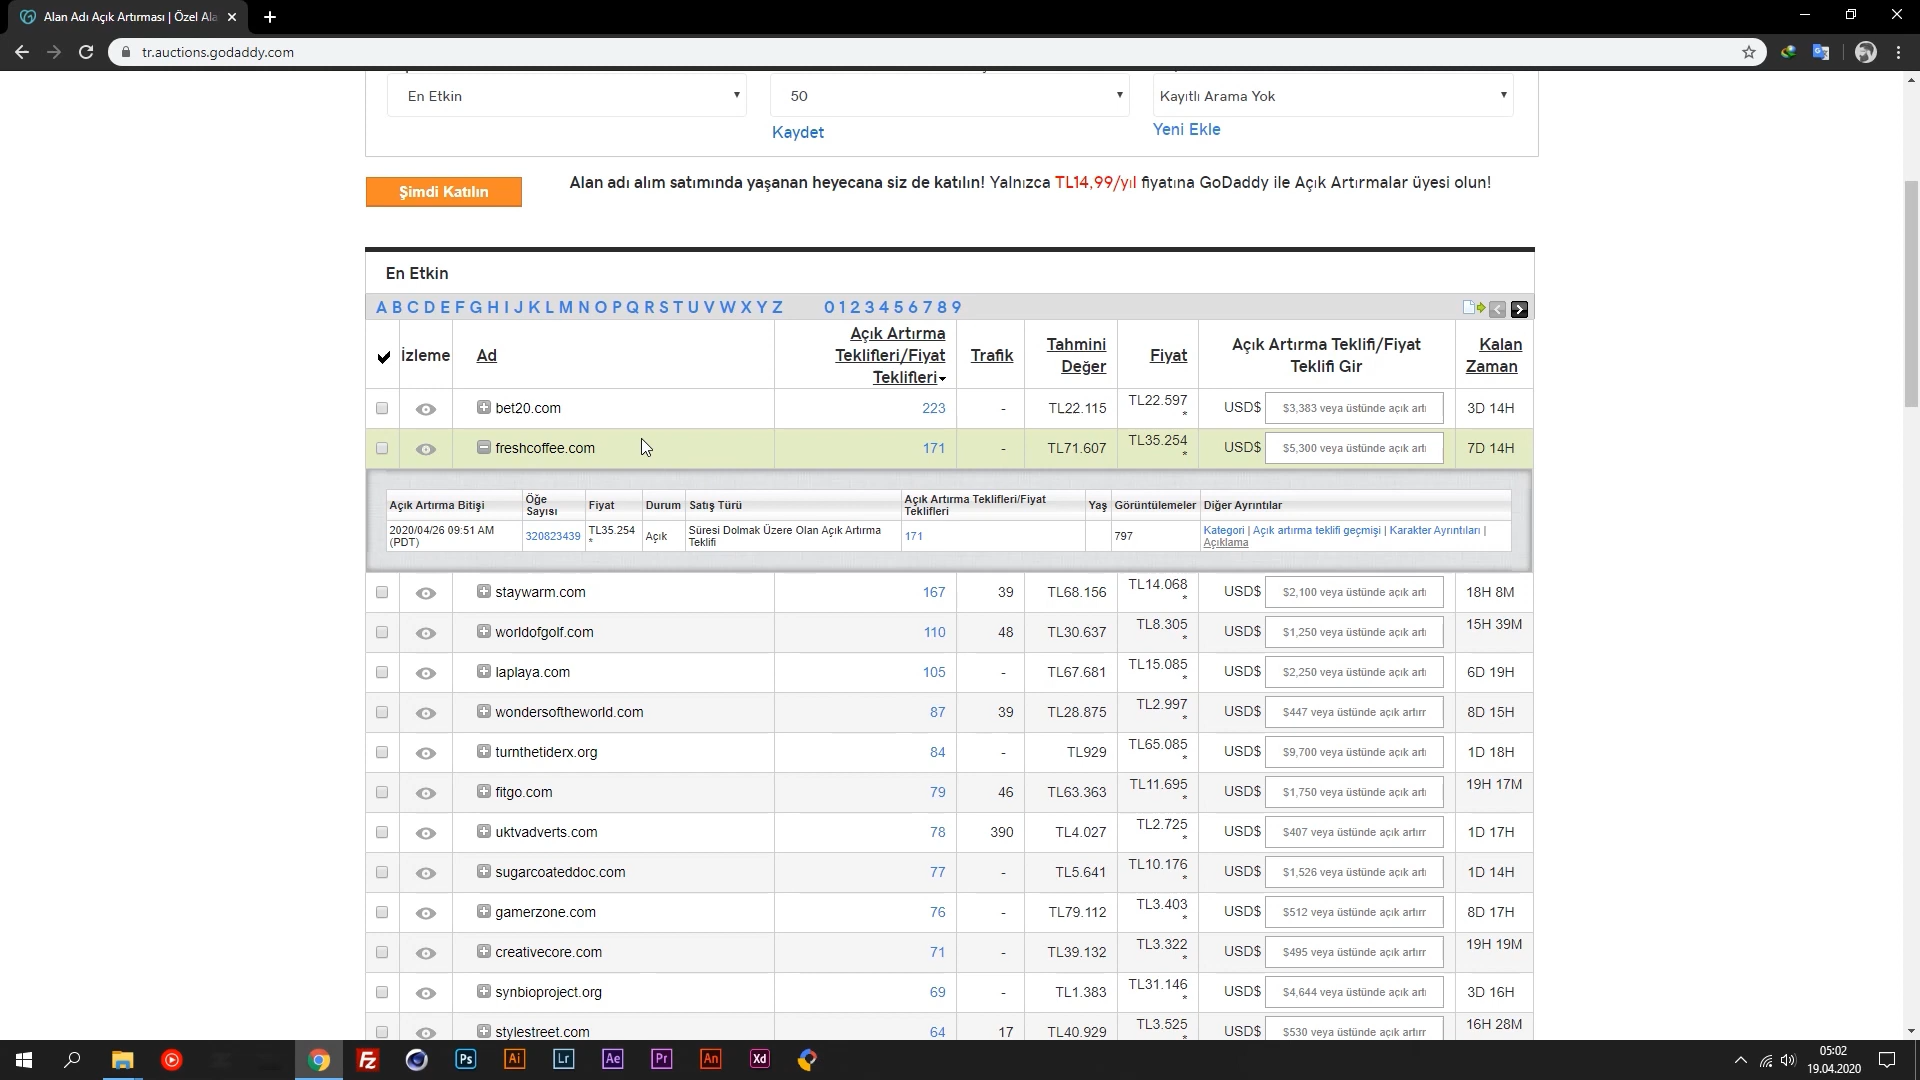 Alan Adı Açık Artırması | Özel Ala
tr.auctions.godaddy.com
En Etkin
50
Kayıtlı Arama Yok
Kaydet
Yeni Ekle
Şimdi Katılın
Alan adı alım satımında yaşanan heyecana siz de katılın! Yalnızca TL14,99/yıl fiyatına GoDaddy ile Açık Artırmalar üyesi olun!
En Etkin
A B C D E F G H I J K L M N O P Q R S T U V W X Y Z 0 1 2 3 4 5 6 7 8 9
İzleme
Ad
Açık Artırma
Teklifleri/Fiyat
Teklifleri
Trafik
Tahmini
Değer
Fiyat
Açık Artırma Teklifi/Fiyat
Teklifi Gir
Kalan
Zaman
bet20.com 223 - TL22.115 TL22.597 * USD$ $3,383 veya üstünde açık artı 3D 14H
freshcoffee.com 171 - TL71.607 TL35.254 * USD$ $5,300 veya üstünde açık artı 7D 14H
Açık Artırma Bitişi
Öğe
Sayısı
Fiyat
Durum
Satış Türü
Açık Artırma Teklifleri/Fiyat
Teklifleri
Yaş
Görüntülemeler
Diğer Ayrıntılar
2020/04/26 09:51 AM
(PDT)
320823439
TL35.254
*
Açık
Süresi Dolmak Üzere Olan Açık Artırma
Teklifi
171
797
Kategori | Açık artırma teklifi geçmişi | Karakter Ayrıntıları |
Açıklama
staywarm.com 167 39 TL68.156 TL14.068 * USD$ $2,100 veya üstünde açık artı 18H 8M
worldofgolf.com 110 48 TL30.637 TL8.305 * USD$ $1,250 veya üstünde açık artı 15H 39M
laplaya.com 105 - TL67.681 TL15.085 * USD$ $2,250 veya üstünde açık artı 6D 19H
wondersoftheworld.com 87 39 TL28.875 TL2.997 * USD$ $447 veya üstünde açık artırr 8D 15H
turnthetiderx.org 84 - TL929 TL65.085 * USD$ $9,700 veya üstünde açık artı 1D 18H
fitgo.com 79 46 TL63.363 TL11.695 * USD$ $1,750 veya üstünde açık artı 19H 17M
uktvadverts.com 78 390 TL4.027 TL2.725 * USD$ $407 veya üstünde açık artırr 1D 17H
sugarcoateddoc.com 77 - TL5.641 TL10.176 * USD$ $1,526 veya üstünde açık artı 1D 14H
gamerzone.com 76 - TL79.112 TL3.403 * USD$ $512 veya üstünde açık artırr 8D 17H
creativecore.com 71 - TL39.132 TL3.322 * USD$ $495 veya üstünde açık artırr 19H 19M
synbioproject.org 69 - TL1.383 TL31.146 * USD$ $4,644 veya üstünde açık artı 3D 16H
stylestreet.com 64 17 TL40.929 TL3.525 * USD$ $530 veya üstünde açık artırr 16H 28M
Fz Ps Ai Lr Ae Pr An Xd
05:02
19.04.2020